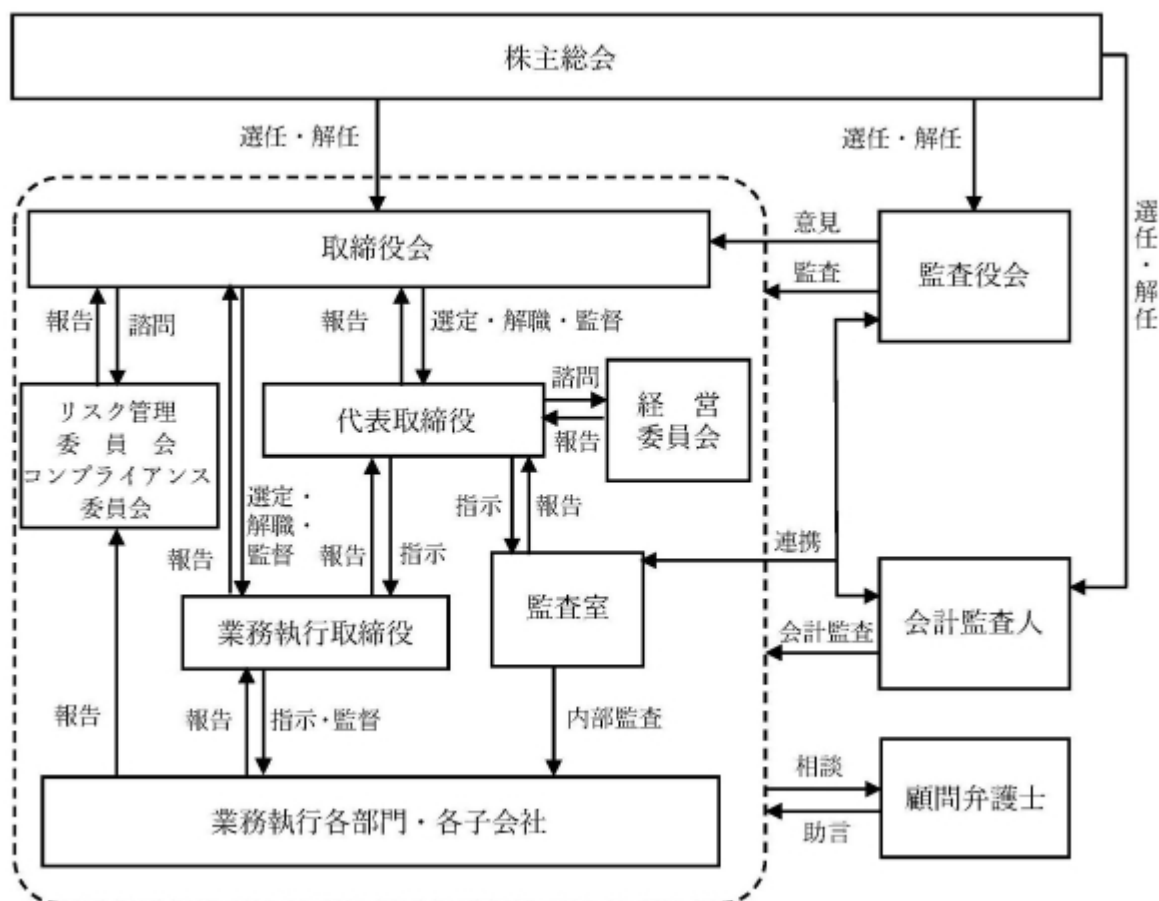 株主総会
選任・解任
選任・解任
選任・解任
取締役会
意見
監査
監査役会
報告
諮問
報告
選定・解職・監督
リスク管理
委 員 会
コンプライアンス
委員会
代表取締役
諮問
報告
経 営
委員会
選定・
解職・
監督
報告
報告
指示
指示
報告
連携
業務執行取締役
監査室
会計監査人
会計監査
報告
報告
指示・監督
内部監査
業務執行各部門・各子会社
相談
助言
顧問弁護士